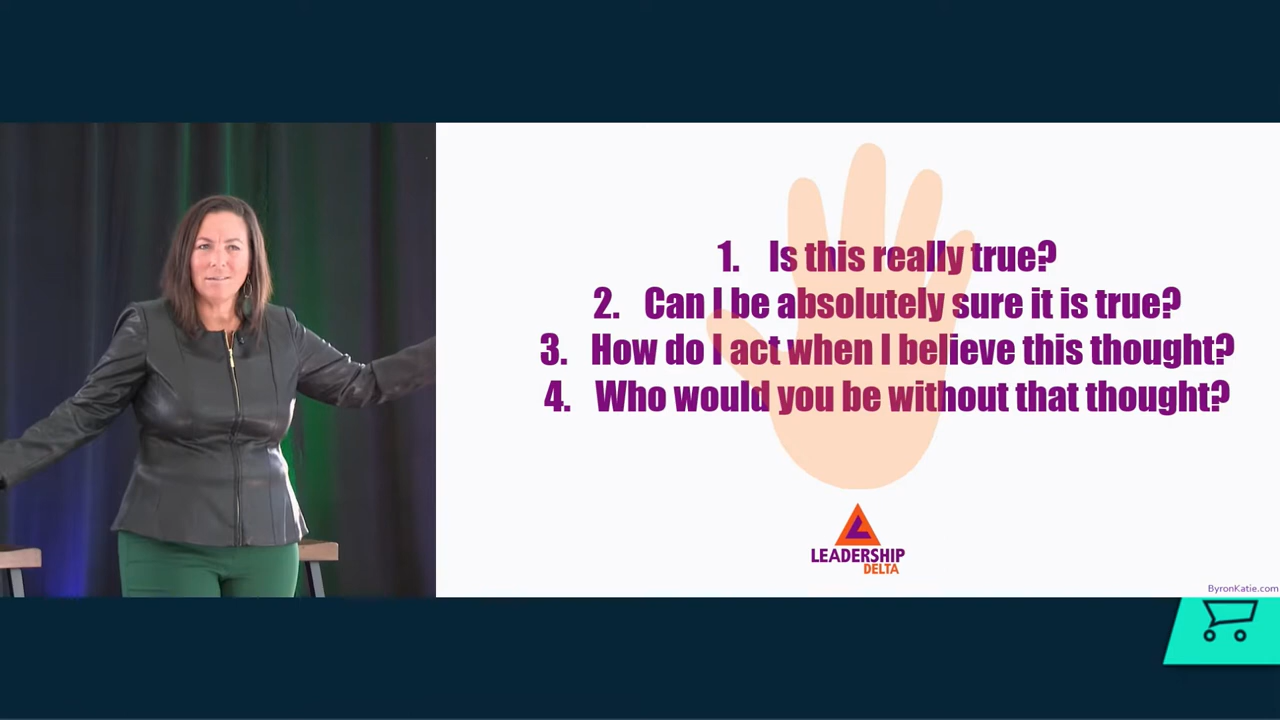 1. Is this really true?
2. Can I be absolutely sure it is true?
3. How do I act when I believe this thought?
4. Who would you be without that thought?
LEADERSHIP
DELTA
ByronKatie.com